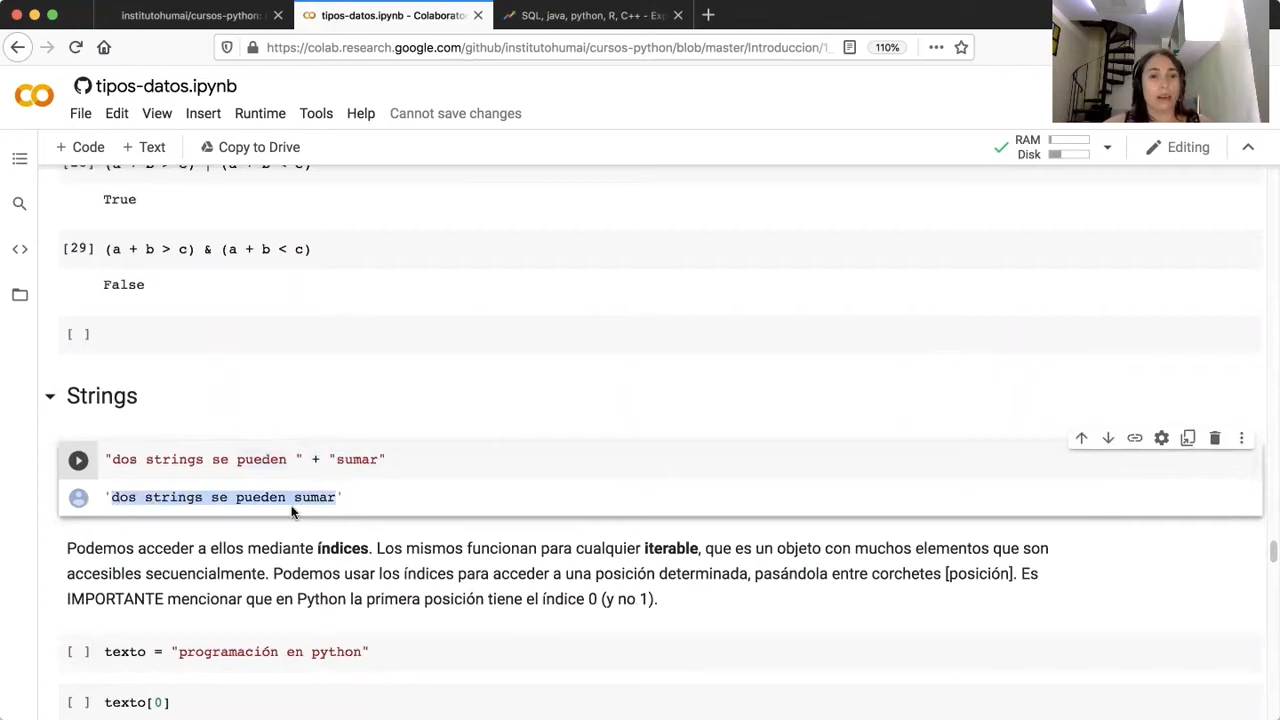 institutohumai/cursos-python:
tipos-datos.ipynb - Colaborato
SQL, java, python, R, C++ - Exp
https://colab.research.google.com/github/institutohumai/cursos-python/blob/master/Introduccion/1_
110%
tipos-datos.ipynb
File Edit View Insert Runtime Tools Help Cannot save changes
+ Code + Text Copy to Drive
RAM
Disk
Editing
(a + b > c) | (a + b < c)
True
[29] (a + b > c) & (a + b < c)
False
[ ]
Strings
"dos strings se pueden " + "sumar"
'dos strings se pueden sumar'
Podemos acceder a ellos mediante índices. Los mismos funcionan para cualquier iterable, que es un objeto con muchos elementos que son
accesibles secuencialmente. Podemos usar los índices para acceder a una posición determinada, pasándola entre corchetes [posición]. Es
IMPORTANTE mencionar que en Python la primera posición tiene el índice 0 (y no 1).
[ ] texto = "programación en python"
[ ] texto[0]